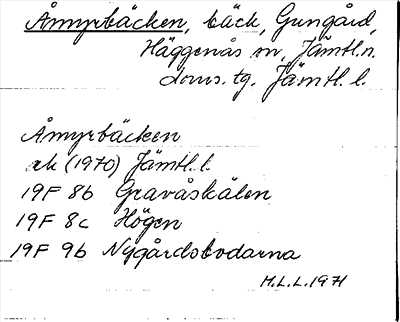 Åmyrbäcken, bäck, Gungård,
Häggenås sn, Jämtl. n.
doms. tg. Jämtl. l.
Åmyrbäcken
ek (1970) Jämtl. l.
19F 8b Gravåskälen
19F 8c Högen
19F 9b Nygårdsbodarna
M.L.L. 1971